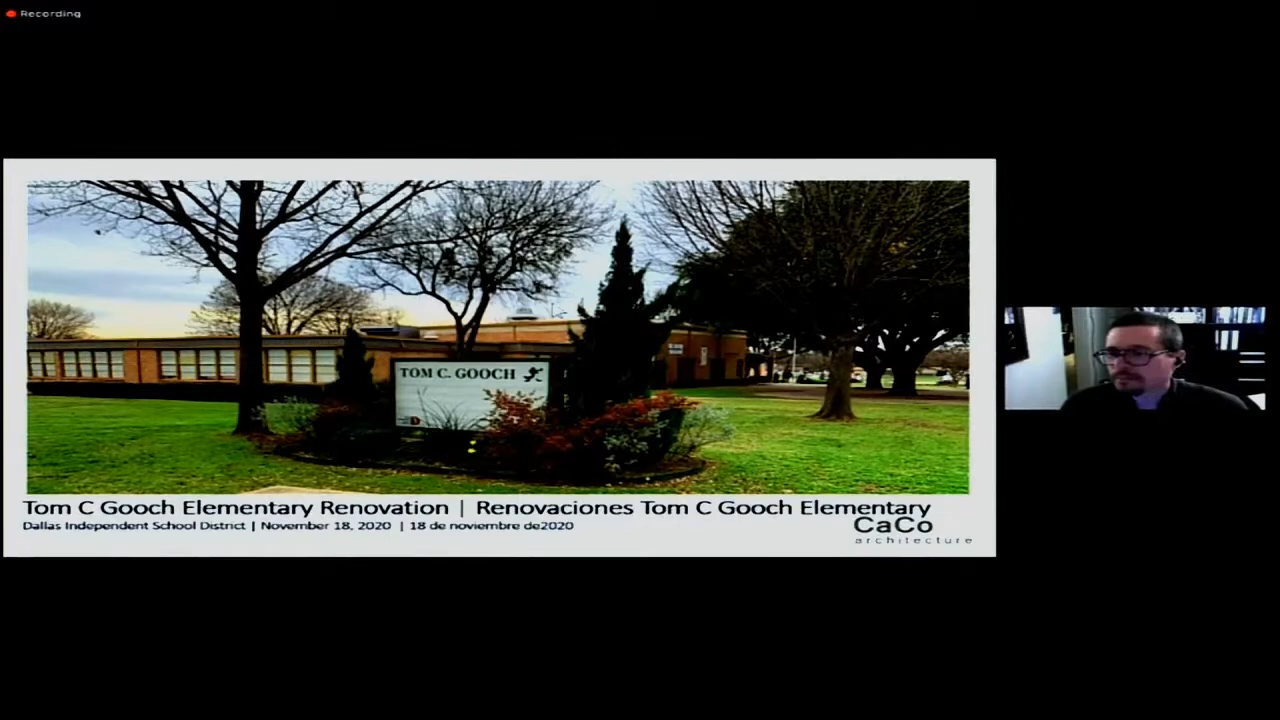 Recording
TOM C. GOOCH
Tom C Gooch Elementary Renovation | Renovaciones Tom C Gooch Elementary
Dallas Independent School District | November 18, 2020 | 18 de noviembre de2020
CaCo
architecture